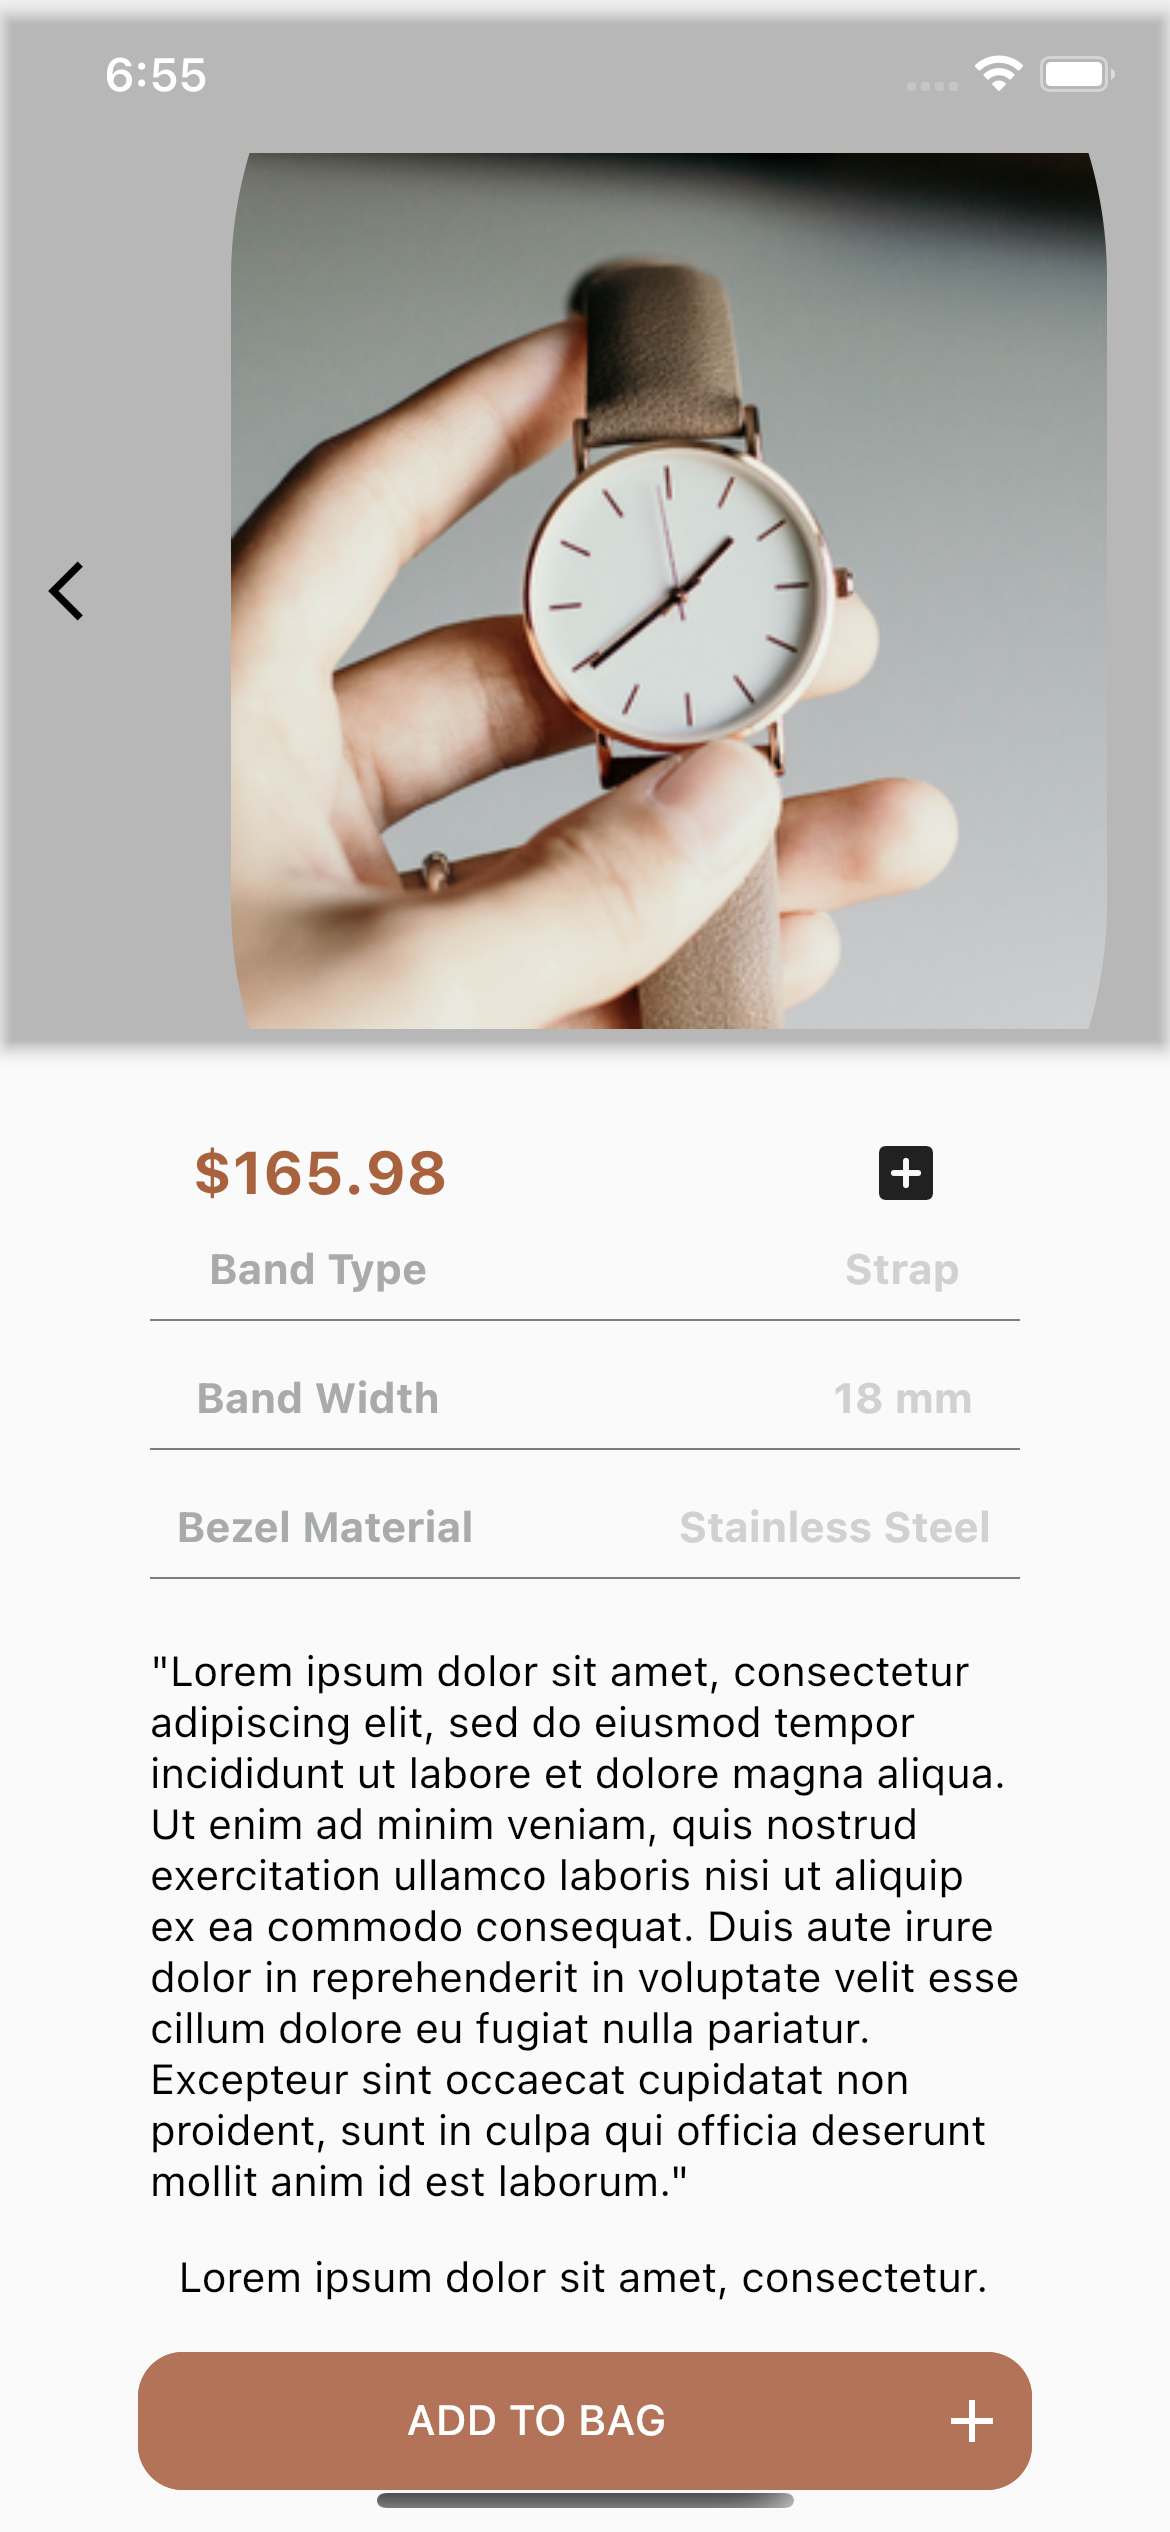 6:55
$165.98
Band Type Strap
Band Width 18 mm
Bezel Material Stainless Steel
"Lorem ipsum dolor sit amet, consectetur
adipiscing elit, sed do eiusmod tempor
incididunt ut labore et dolore magna aliqua.
Ut enim ad minim veniam, quis nostrud
exercitation ullamco laboris nisi ut aliquip
ex ea commodo consequat. Duis aute irure
dolor in reprehenderit in voluptate velit esse
cillum dolore eu fugiat nulla pariatur.
Excepteur sint occaecat cupidatat non
proident, sunt in culpa qui officia deserunt
mollit anim id est laborum."
Lorem ipsum dolor sit amet, consectetur.
ADD TO BAG